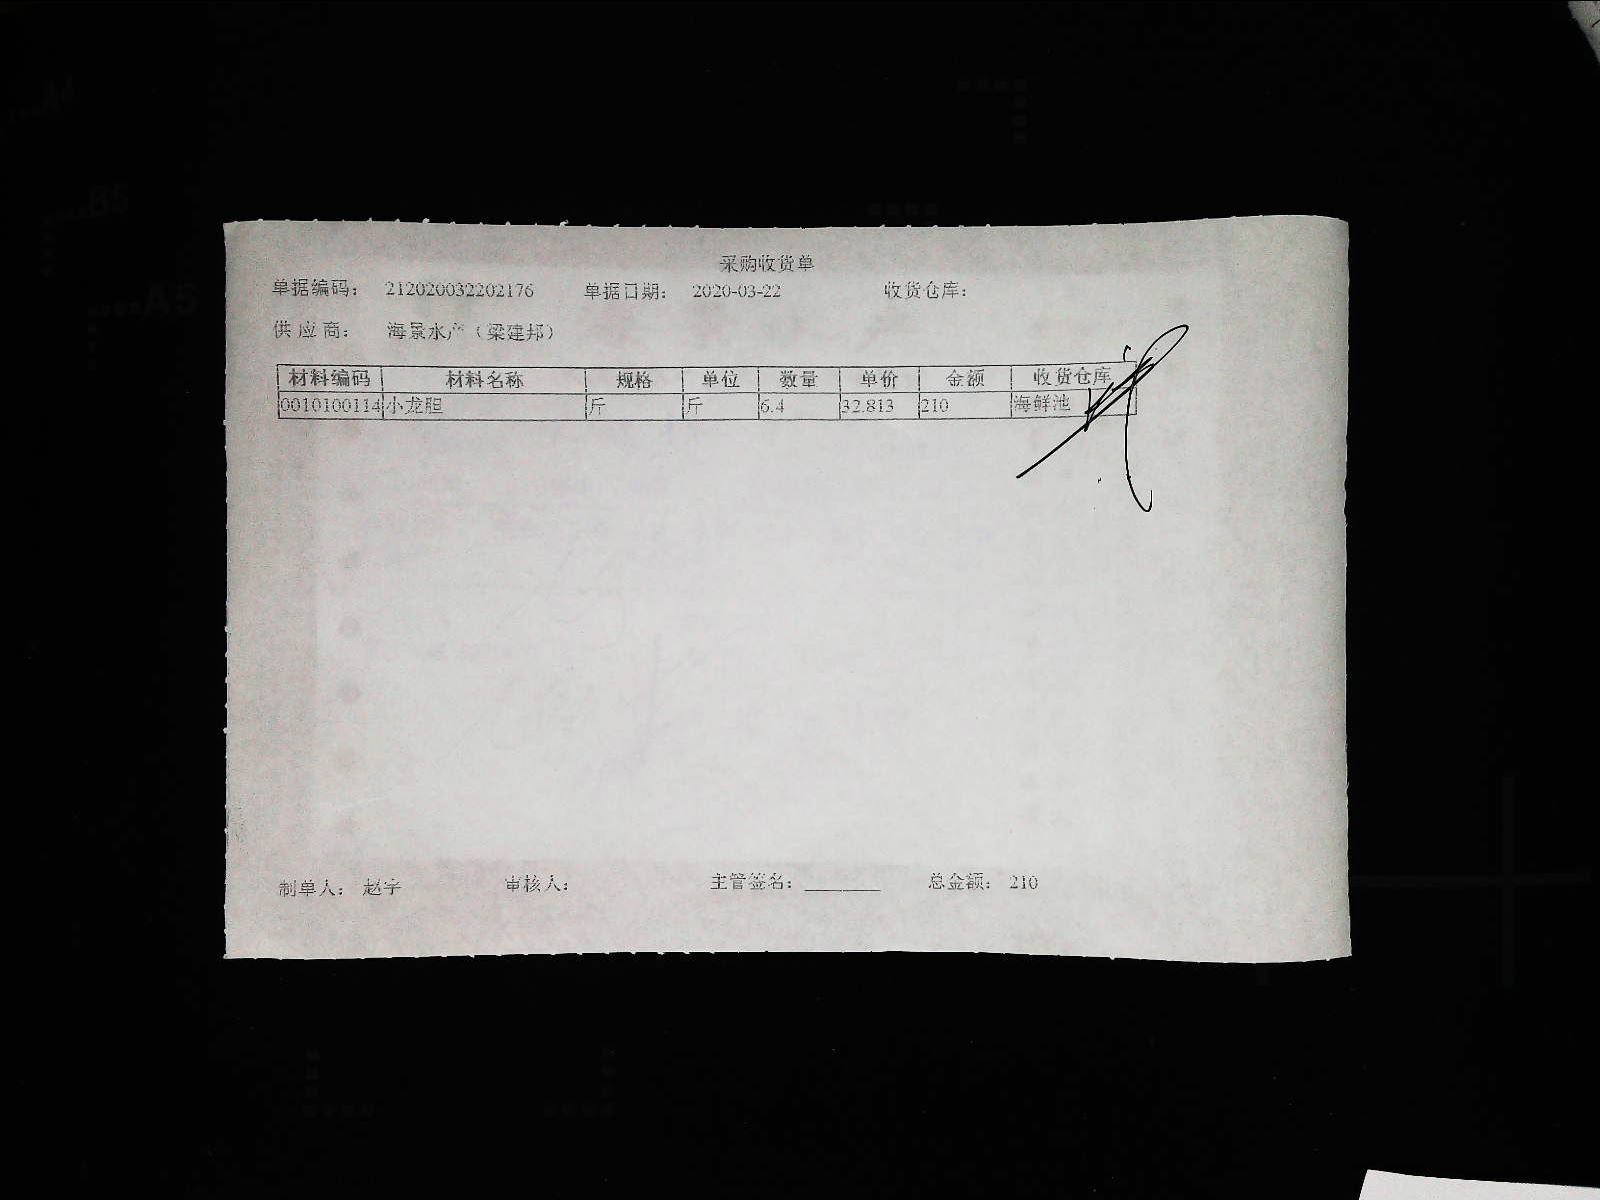 采购收货单
单据编码： 212020032202176 单据日期： 2020-03-22 收货仓库：
供应商： 海景水产（梁建邦）
材料编码 材料名称 规格 单位 数量 单价 金额 收货仓库
0010100114 小龙胆 斤 斤 6.4 32.813 210 海鲜池
制单人： 赵宇 审核人： 主管签名： ________ 总金额： 210